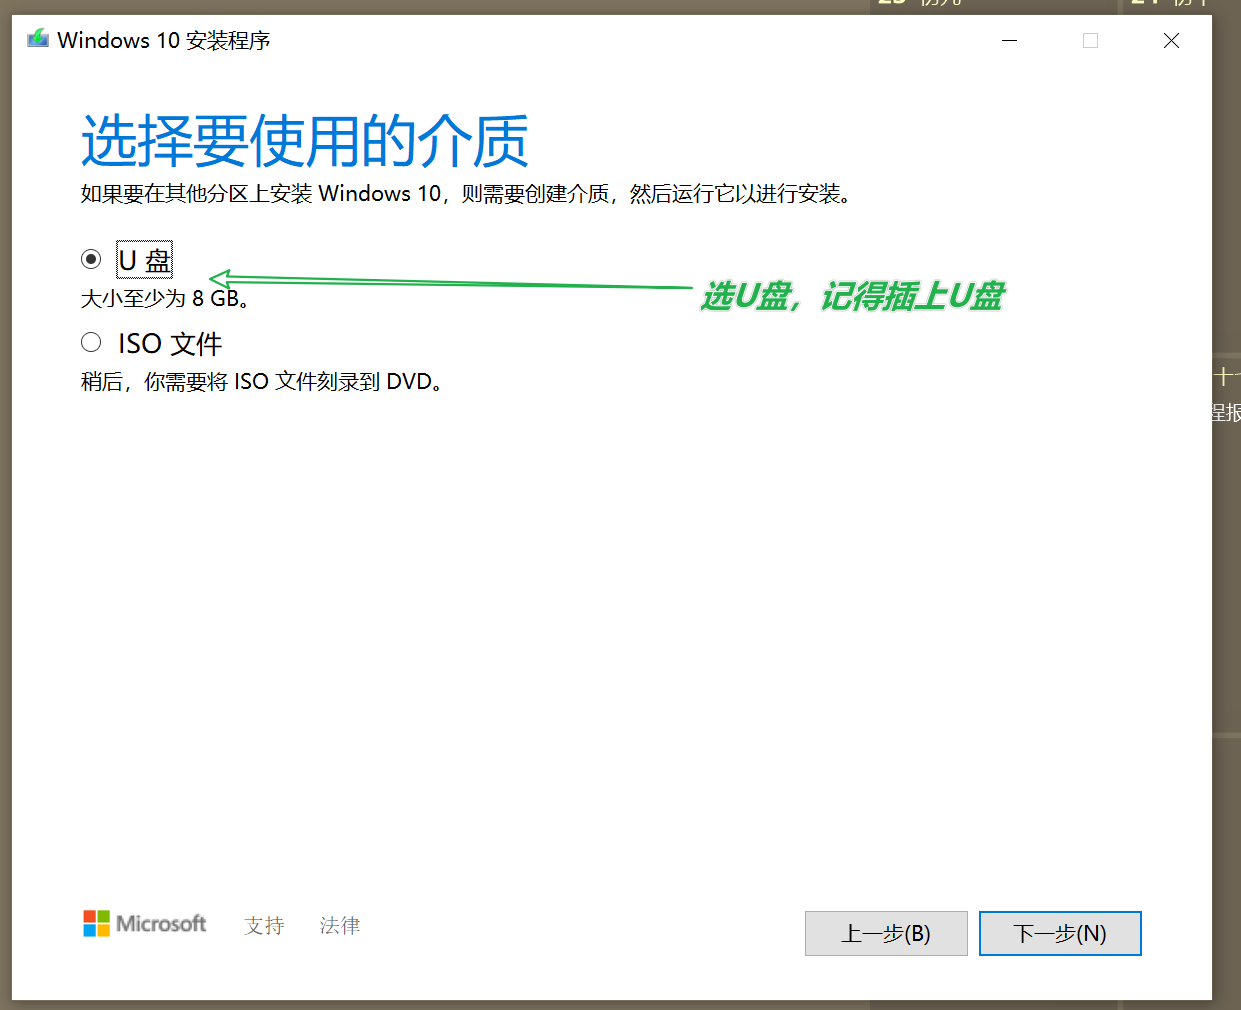 Windows 10 安装程序
选择要使用的介质
如果要在其他分区上安装 Windows 10，则需要创建介质，然后运行它以进行安装。
U 盘
大小至少为 8 GB。
选U盘，记得插上U盘
ISO 文件
稍后，你需要将 ISO 文件刻录到 DVD。
程报
Microsoft 支持 法律
上一步(B) 下一步(N)